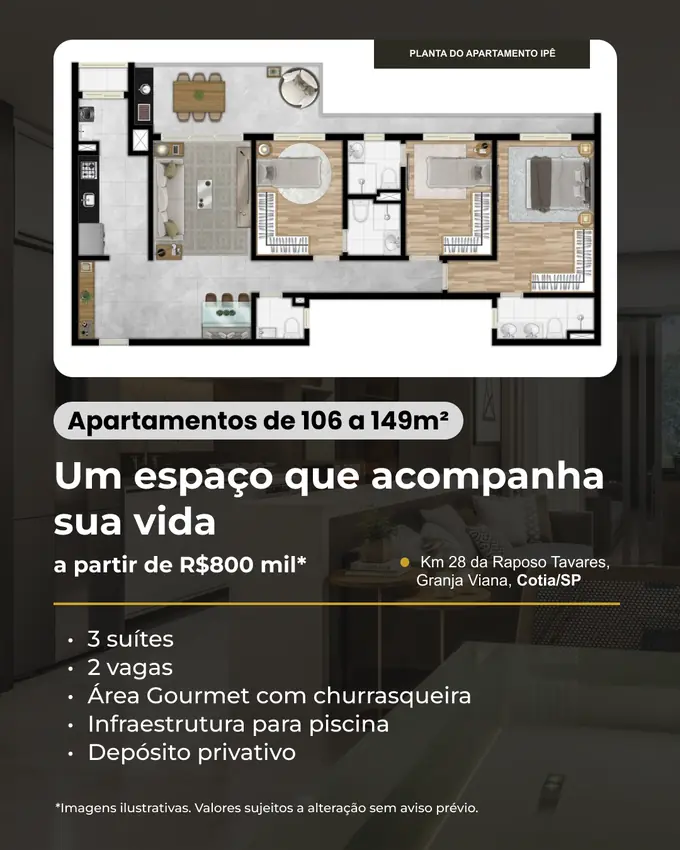 PLANTA DO APARTAMENTO IPÊ
Apartamentos de 106 a 149m²
Um espaço que acompanha
sua vida
a partir de R$800 mil*
Km 28 da Raposo Tavares,
Granja Viana, Cotia/SP
• 3 suítes
• 2 vagas
• Área Gourmet com churrasqueira
• Infraestrutura para piscina
• Depósito privativo
*Imagens ilustrativas. Valores sujeitos a alteração sem aviso prévio.